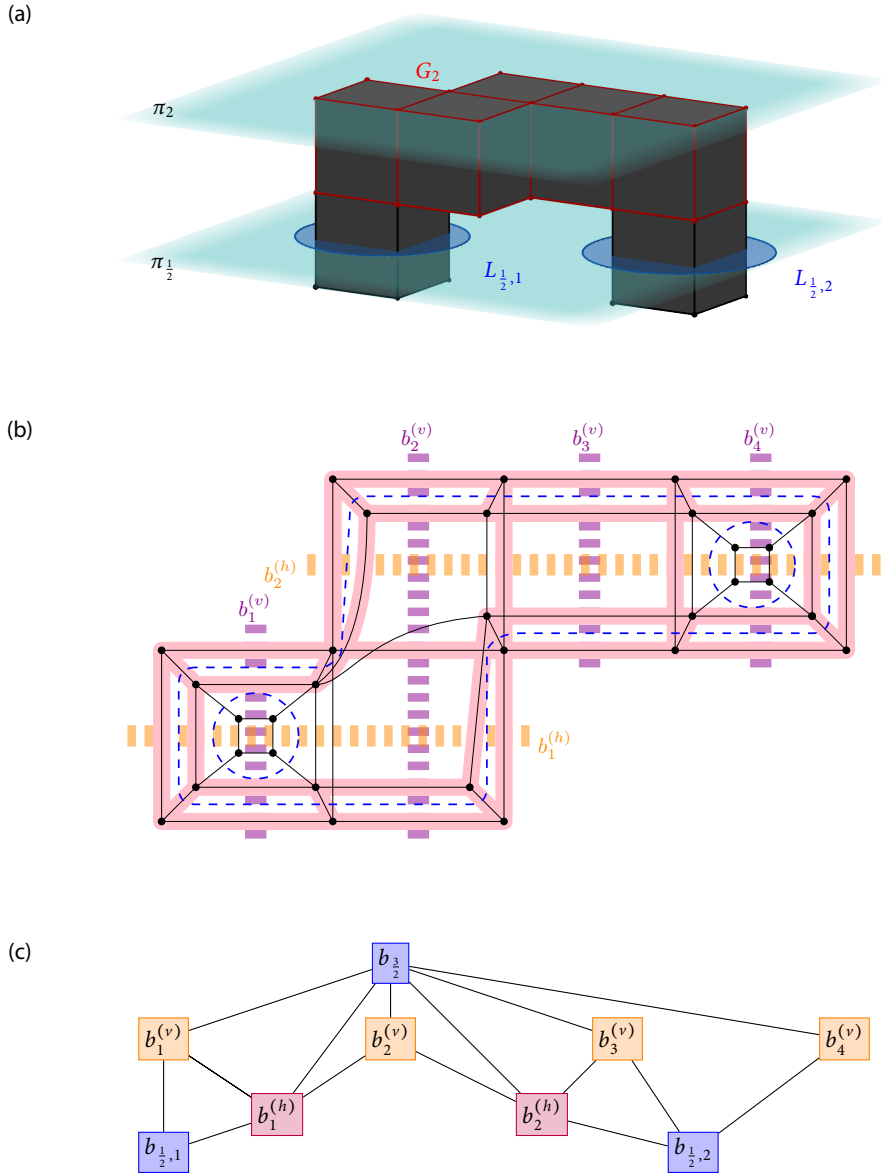 (a)
G₂
π₂
π_{1/2}
L_{1/2,1}
L_{1/2,2}
(b)
b₂^{(v)}
b₃^{(v)}
b₄^{(v)}
b₂^{(h)}
b₁^{(v)}
b₁^{(h)}
(c)
b_{3/2}
b₁^{(v)} b₂^{(v)} b₃^{(v)} b₄^{(v)}
b₁^{(h)} b₂^{(h)}
b_{1/2,1} b_{1/2,2}